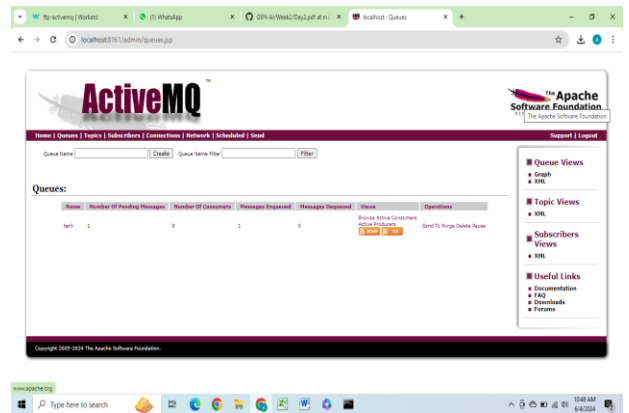 ftp-activemq | Workato
(1) WhatsApp
GEN-AI/Week2/Day2.pdf at m
localhost : Queues
localhost:8161/admin/queues.jsp
ActiveMQ
™
The Apache
Software Foundation
The Apache Software Foundation
Home | Queues | Topics | Subscribers | Connections | Network | Scheduled | Send
Support | Logout
Queue Name
Create
Queue Name Filter
Filter
Queues:
Name Number Of Pending Messages Number Of Consumers Messages Enqueued Messages Dequeued Views Operations
tech 1 0 1 0
Browse Active Consumers
Active Producers
Send To Purge Delete Pause
Queue Views
Graph
XML
Topic Views
XML
Subscribers
Views
XML
Useful Links
Documentation
FAQ
Downloads
Forums
Copyright 2005-2024 The Apache Software Foundation.
www.apache.org
Type here to search
10:48 AM
6/4/2024